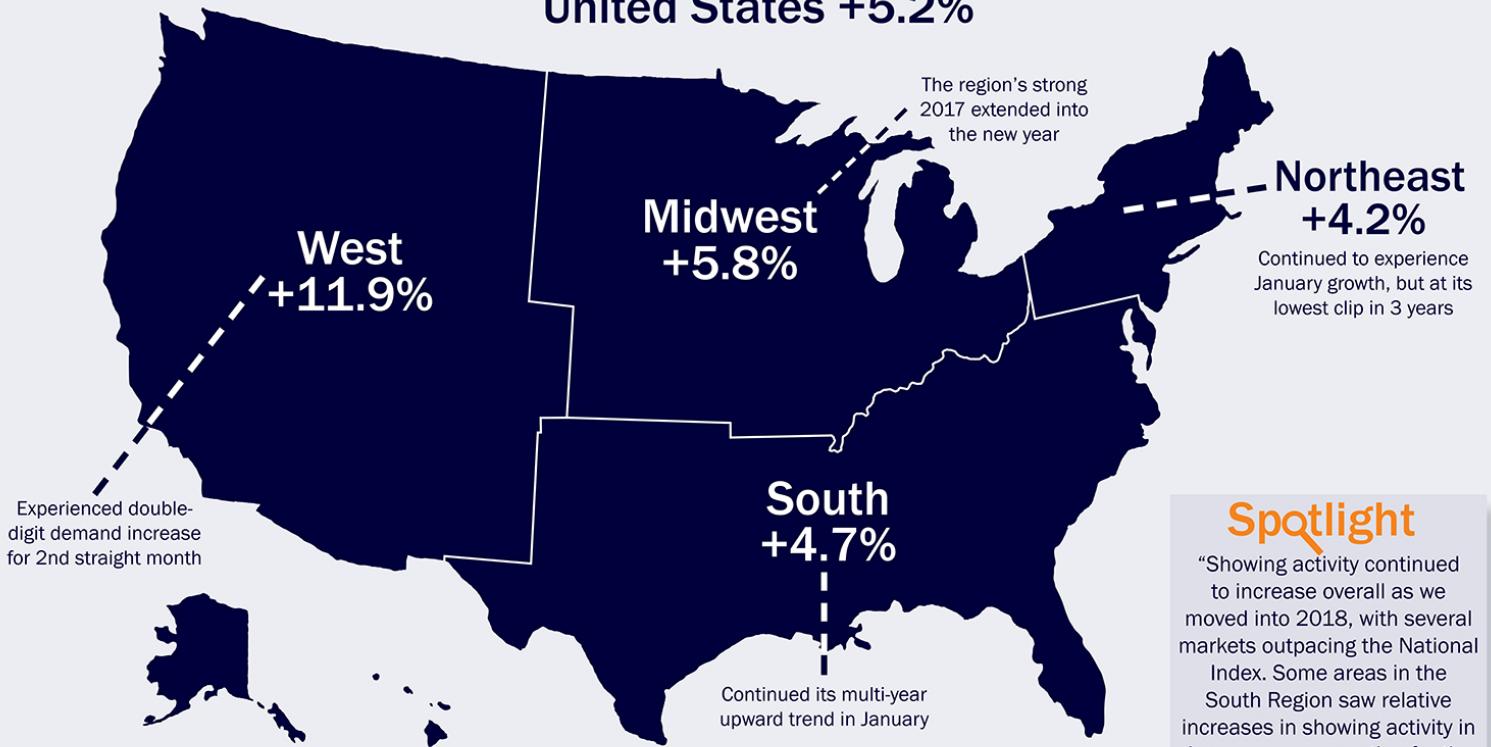 United States +5.2%
The region’s strong
2017 extended into
the new year
Northeast
+4.2%
Continued to experience
January growth, but at its
lowest clip in 3 years
Midwest
+5.8%
West
+11.9%
Experienced double-
digit demand increase
for 2nd straight month
South
+4.7%
Continued its multi-year
upward trend in January
Spotlight
“Showing activity continued
to increase overall as we
moved into 2018, with several
markets outpacing the National
Index. Some areas in the
South Region saw relative
increases in showing activity in